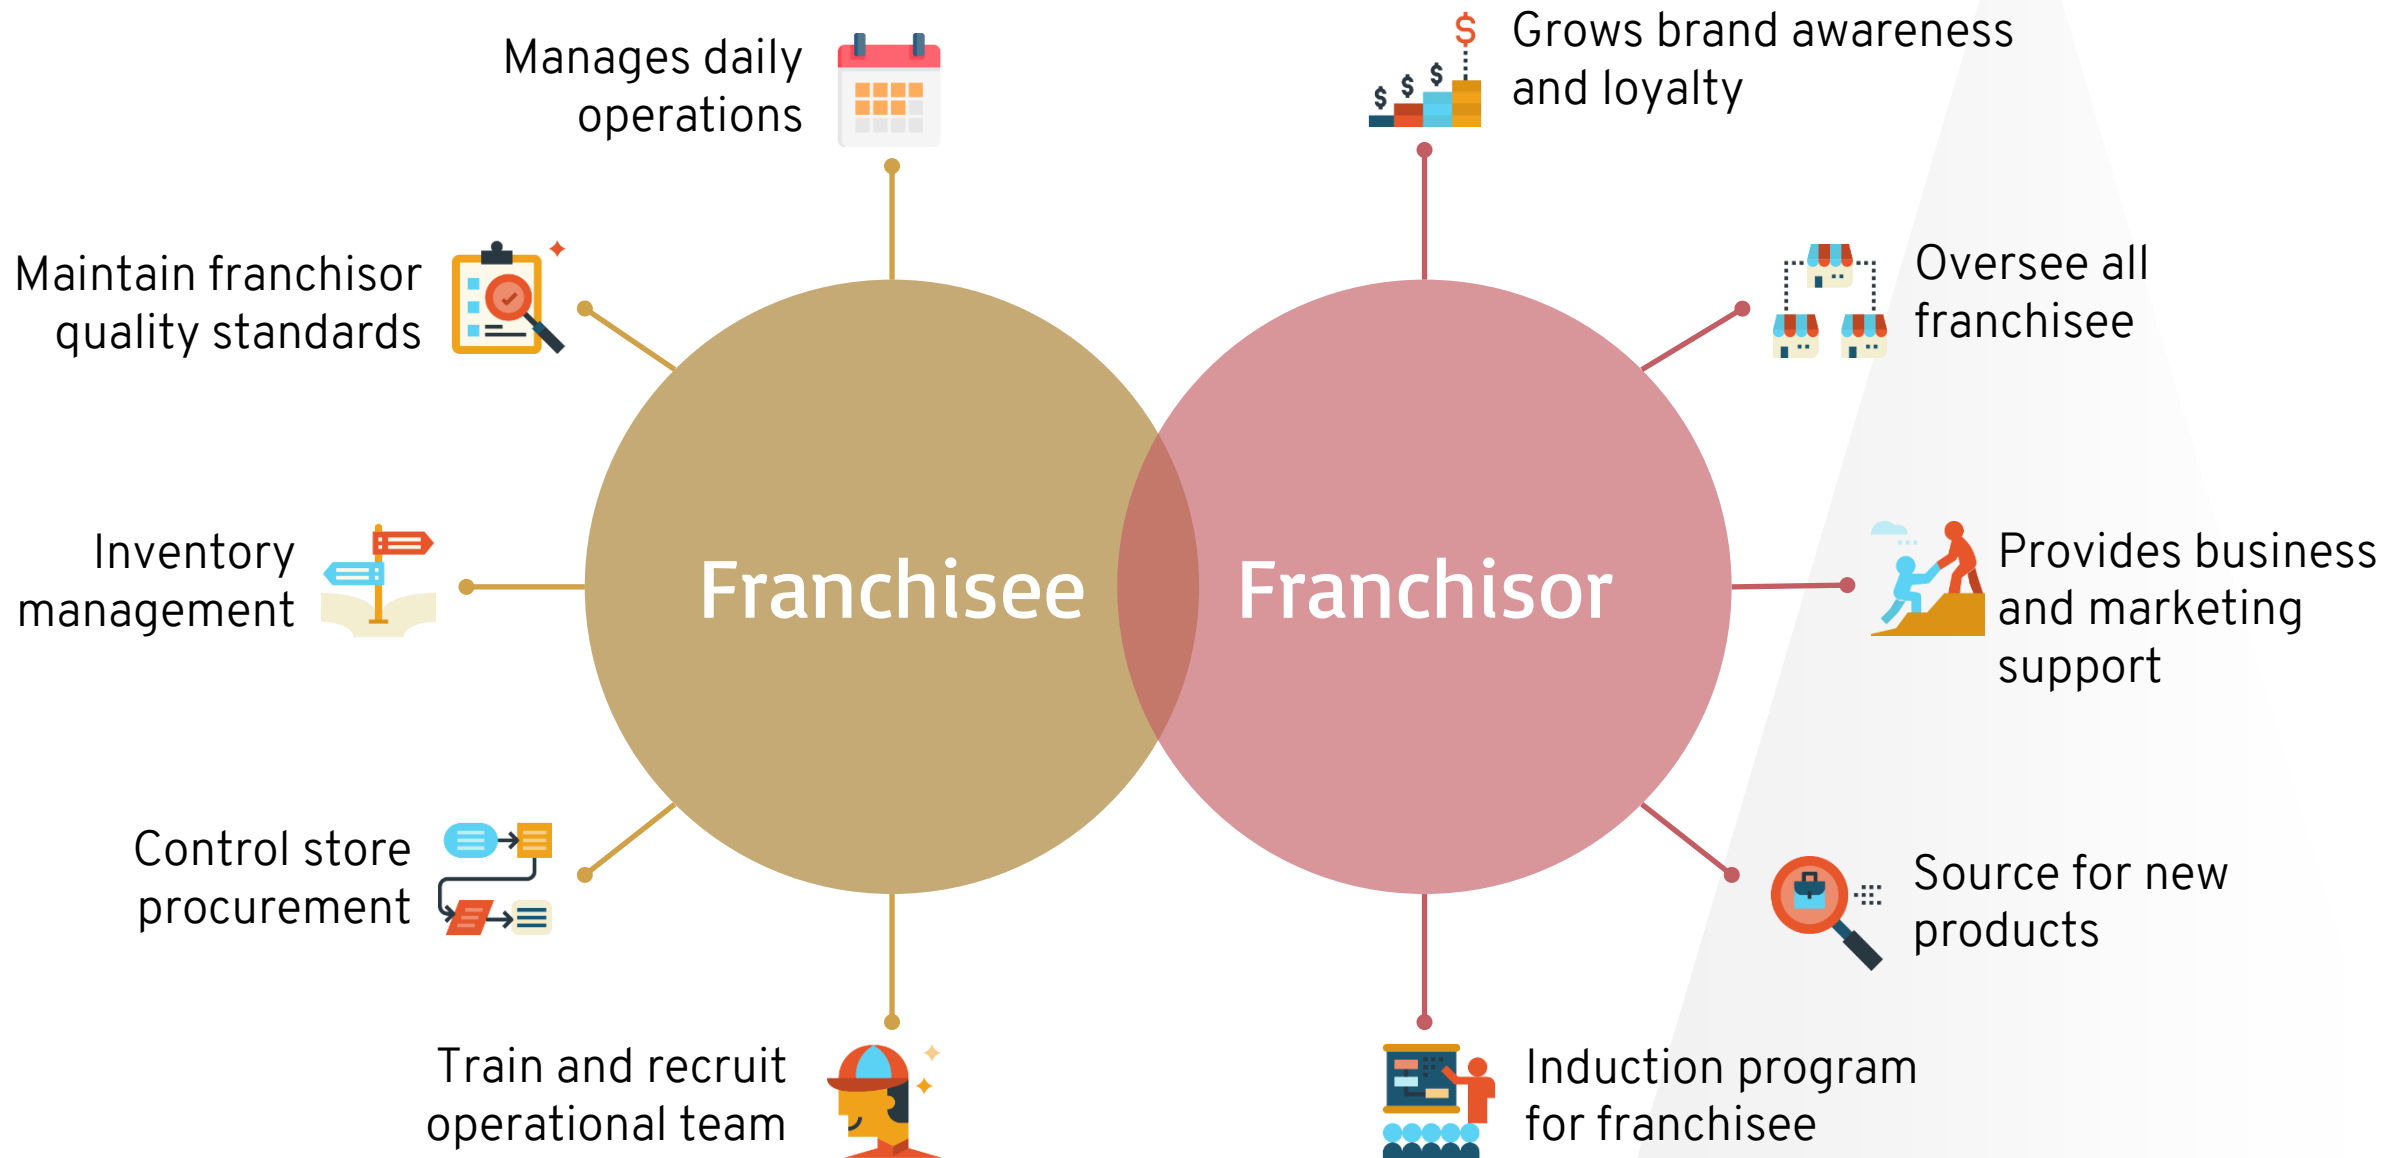 Manages daily
operations
Maintain franchisor
quality standards
Inventory
management
Control store
procurement
Train and recruit
operational team
Franchisee
Franchisor
$
$
$
$
Grows brand awareness
and loyalty
Oversee all
franchisee
Provides business
and marketing
support
Source for new
products
Induction program
for franchisee